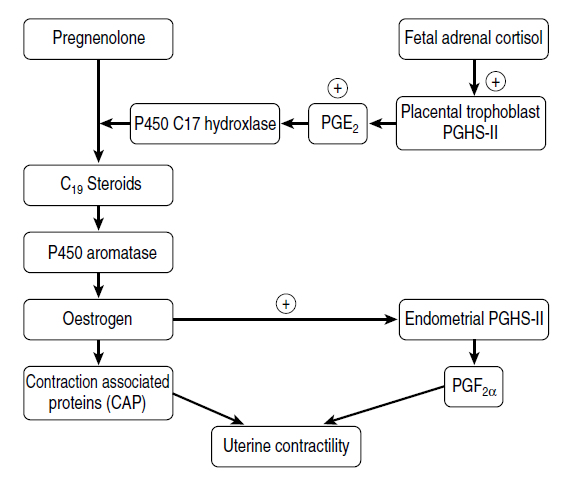 Pregnenolone
Fetal adrenal cortisol
+
+
P450 C17 hydroxlase
PGE₂
Placental trophoblast
PGHS-II
C₁₉ Steroids
P450 aromatase
+
Oestrogen
Endometrial PGHS-II
Contraction associated
proteins (CAP)
PGF₂α
Uterine contractility